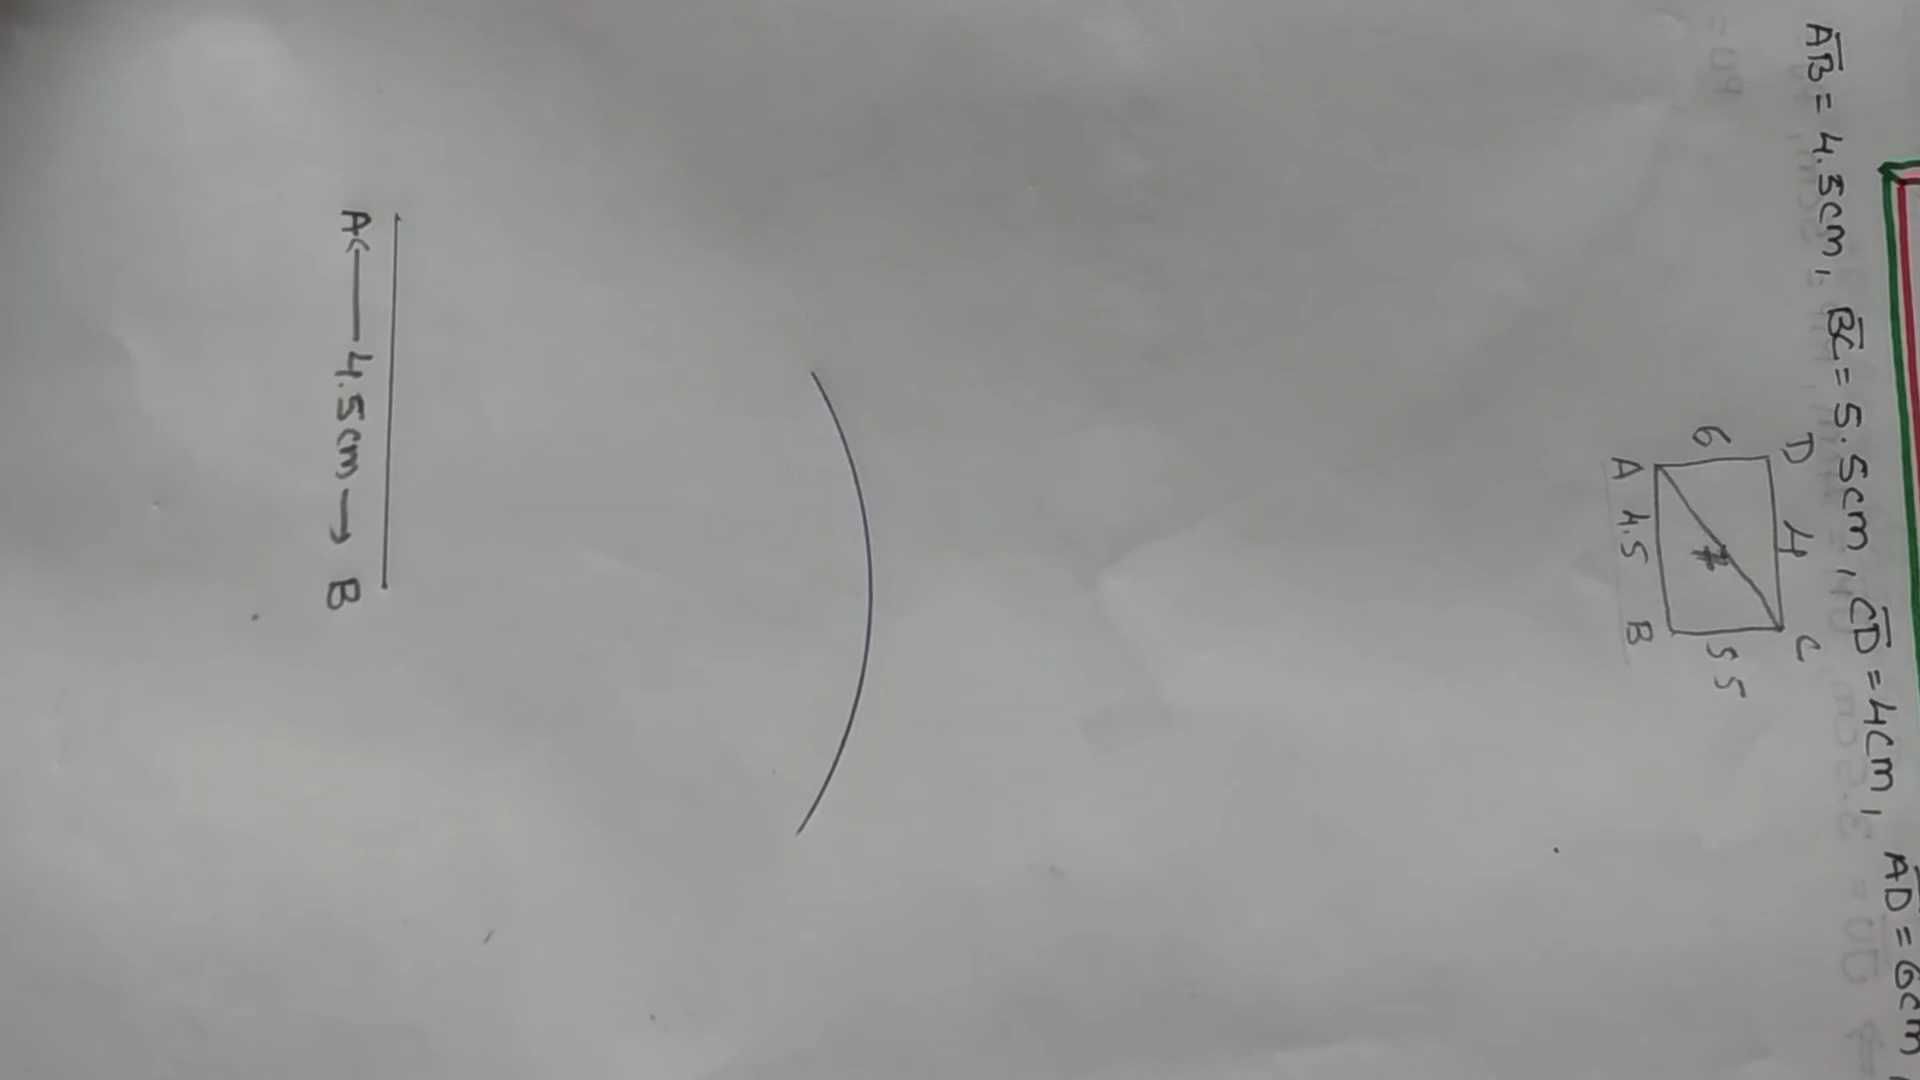 AB = 4.5cm, BC = 5.5cm, CD = 4cm, AD = 6cm,
D 4 C
6 7 5.5
A 4.5 B
A ← 4.5cm → B